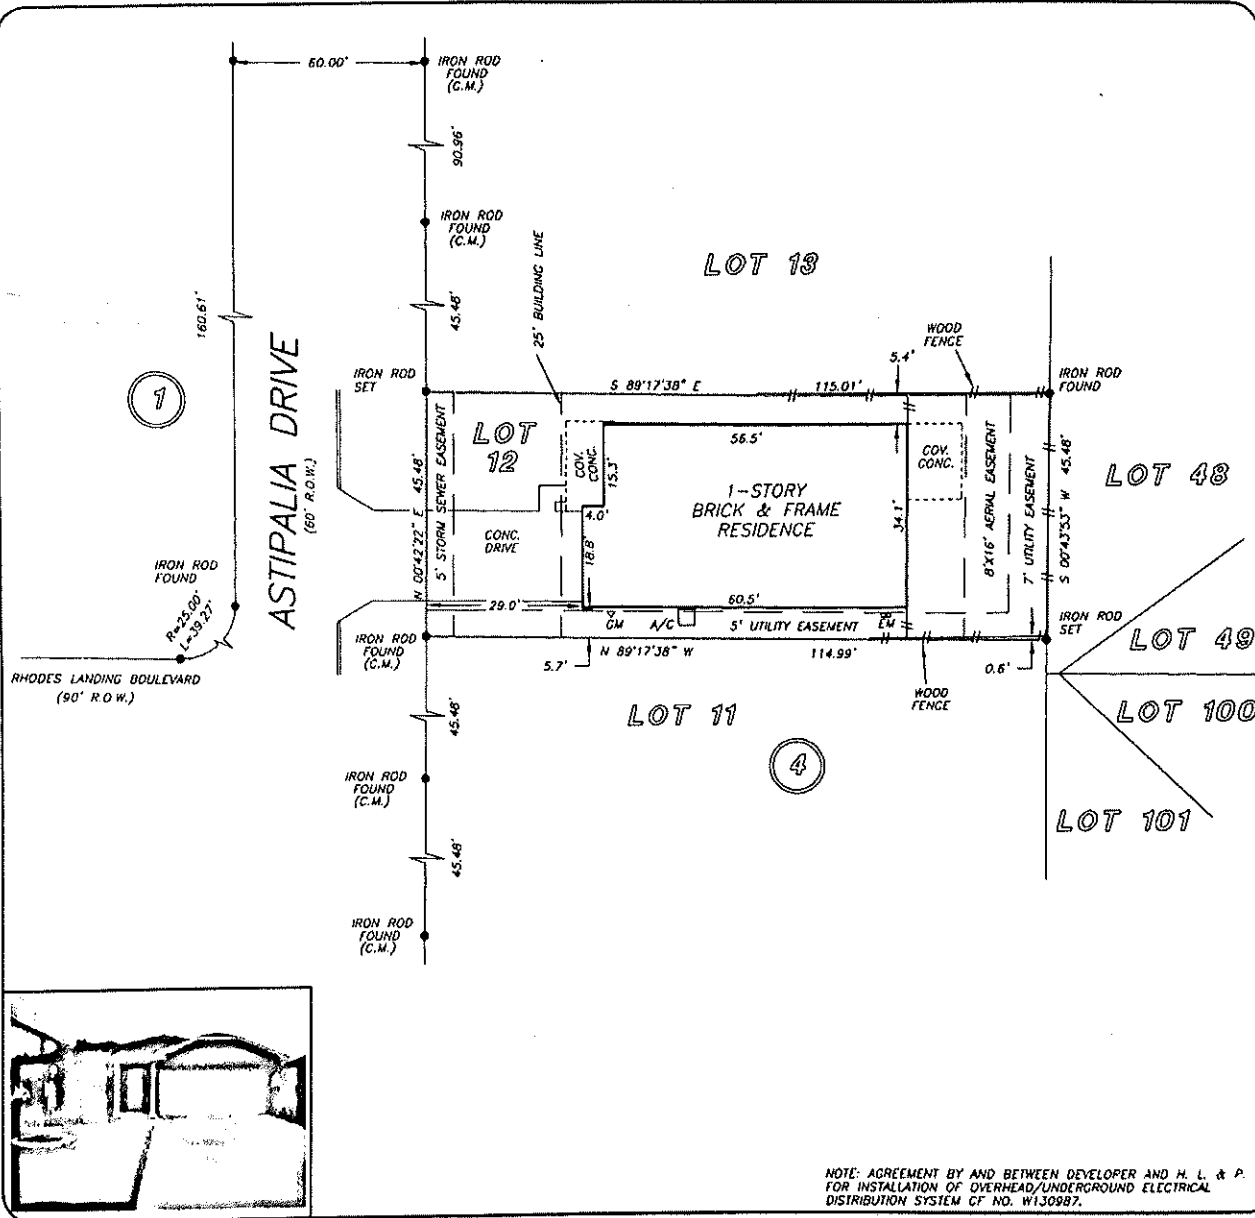 60.00'
IRON ROD
FOUND
(C.M.)
90.96'
IRON ROD
FOUND
(C.M.)
25' BUILDING LINE
LOT 13
160.61'
45.48'
WOOD
FENCE
5.4'
1
ASTIPALIA DRIVE
(60' R.O.W.)
IRON ROD
SET
S 89°17'38" E
115.01'
IRON ROD
FOUND
LOT
12
56.5'
COV.
CONC.
15.3'
COV.
CONC.
N 00°42'22" E 45.48'
5' STORM SEWER EASEMENT
1-STORY
BRICK & FRAME
RESIDENCE
34.1'
8'X16' AERIAL EASEMENT
7' UTILITY EASEMENT
S 00°43'53" W 45.48'
LOT 48
4.0'
CONC.
DRIVE
18.8'
IRON ROD
FOUND
R=25.00'
L=39.27'
29.0'
60.5'
GM
A/C
5' UTILITY EASEMENT
EM
IRON ROD
SET
IRON ROD
FOUND
(C.M.)
5.7'
N 89°17'38" W
114.99'
0.6'
LOT 49
RHODES LANDING BOULEVARD
(90' R.O.W.)
WOOD
FENCE
45.48'
LOT 11
LOT 100
4
IRON ROD
FOUND
(C.M.)
LOT 101
45.48'
IRON ROD
FOUND
(C.M.)
NOTE: AGREEMENT BY AND BETWEEN DEVELOPER AND H. L. & P.
FOR INSTALLATION OF OVERHEAD/UNDERGROUND ELECTRICAL
DISTRIBUTION SYSTEM CF NO. W130987.